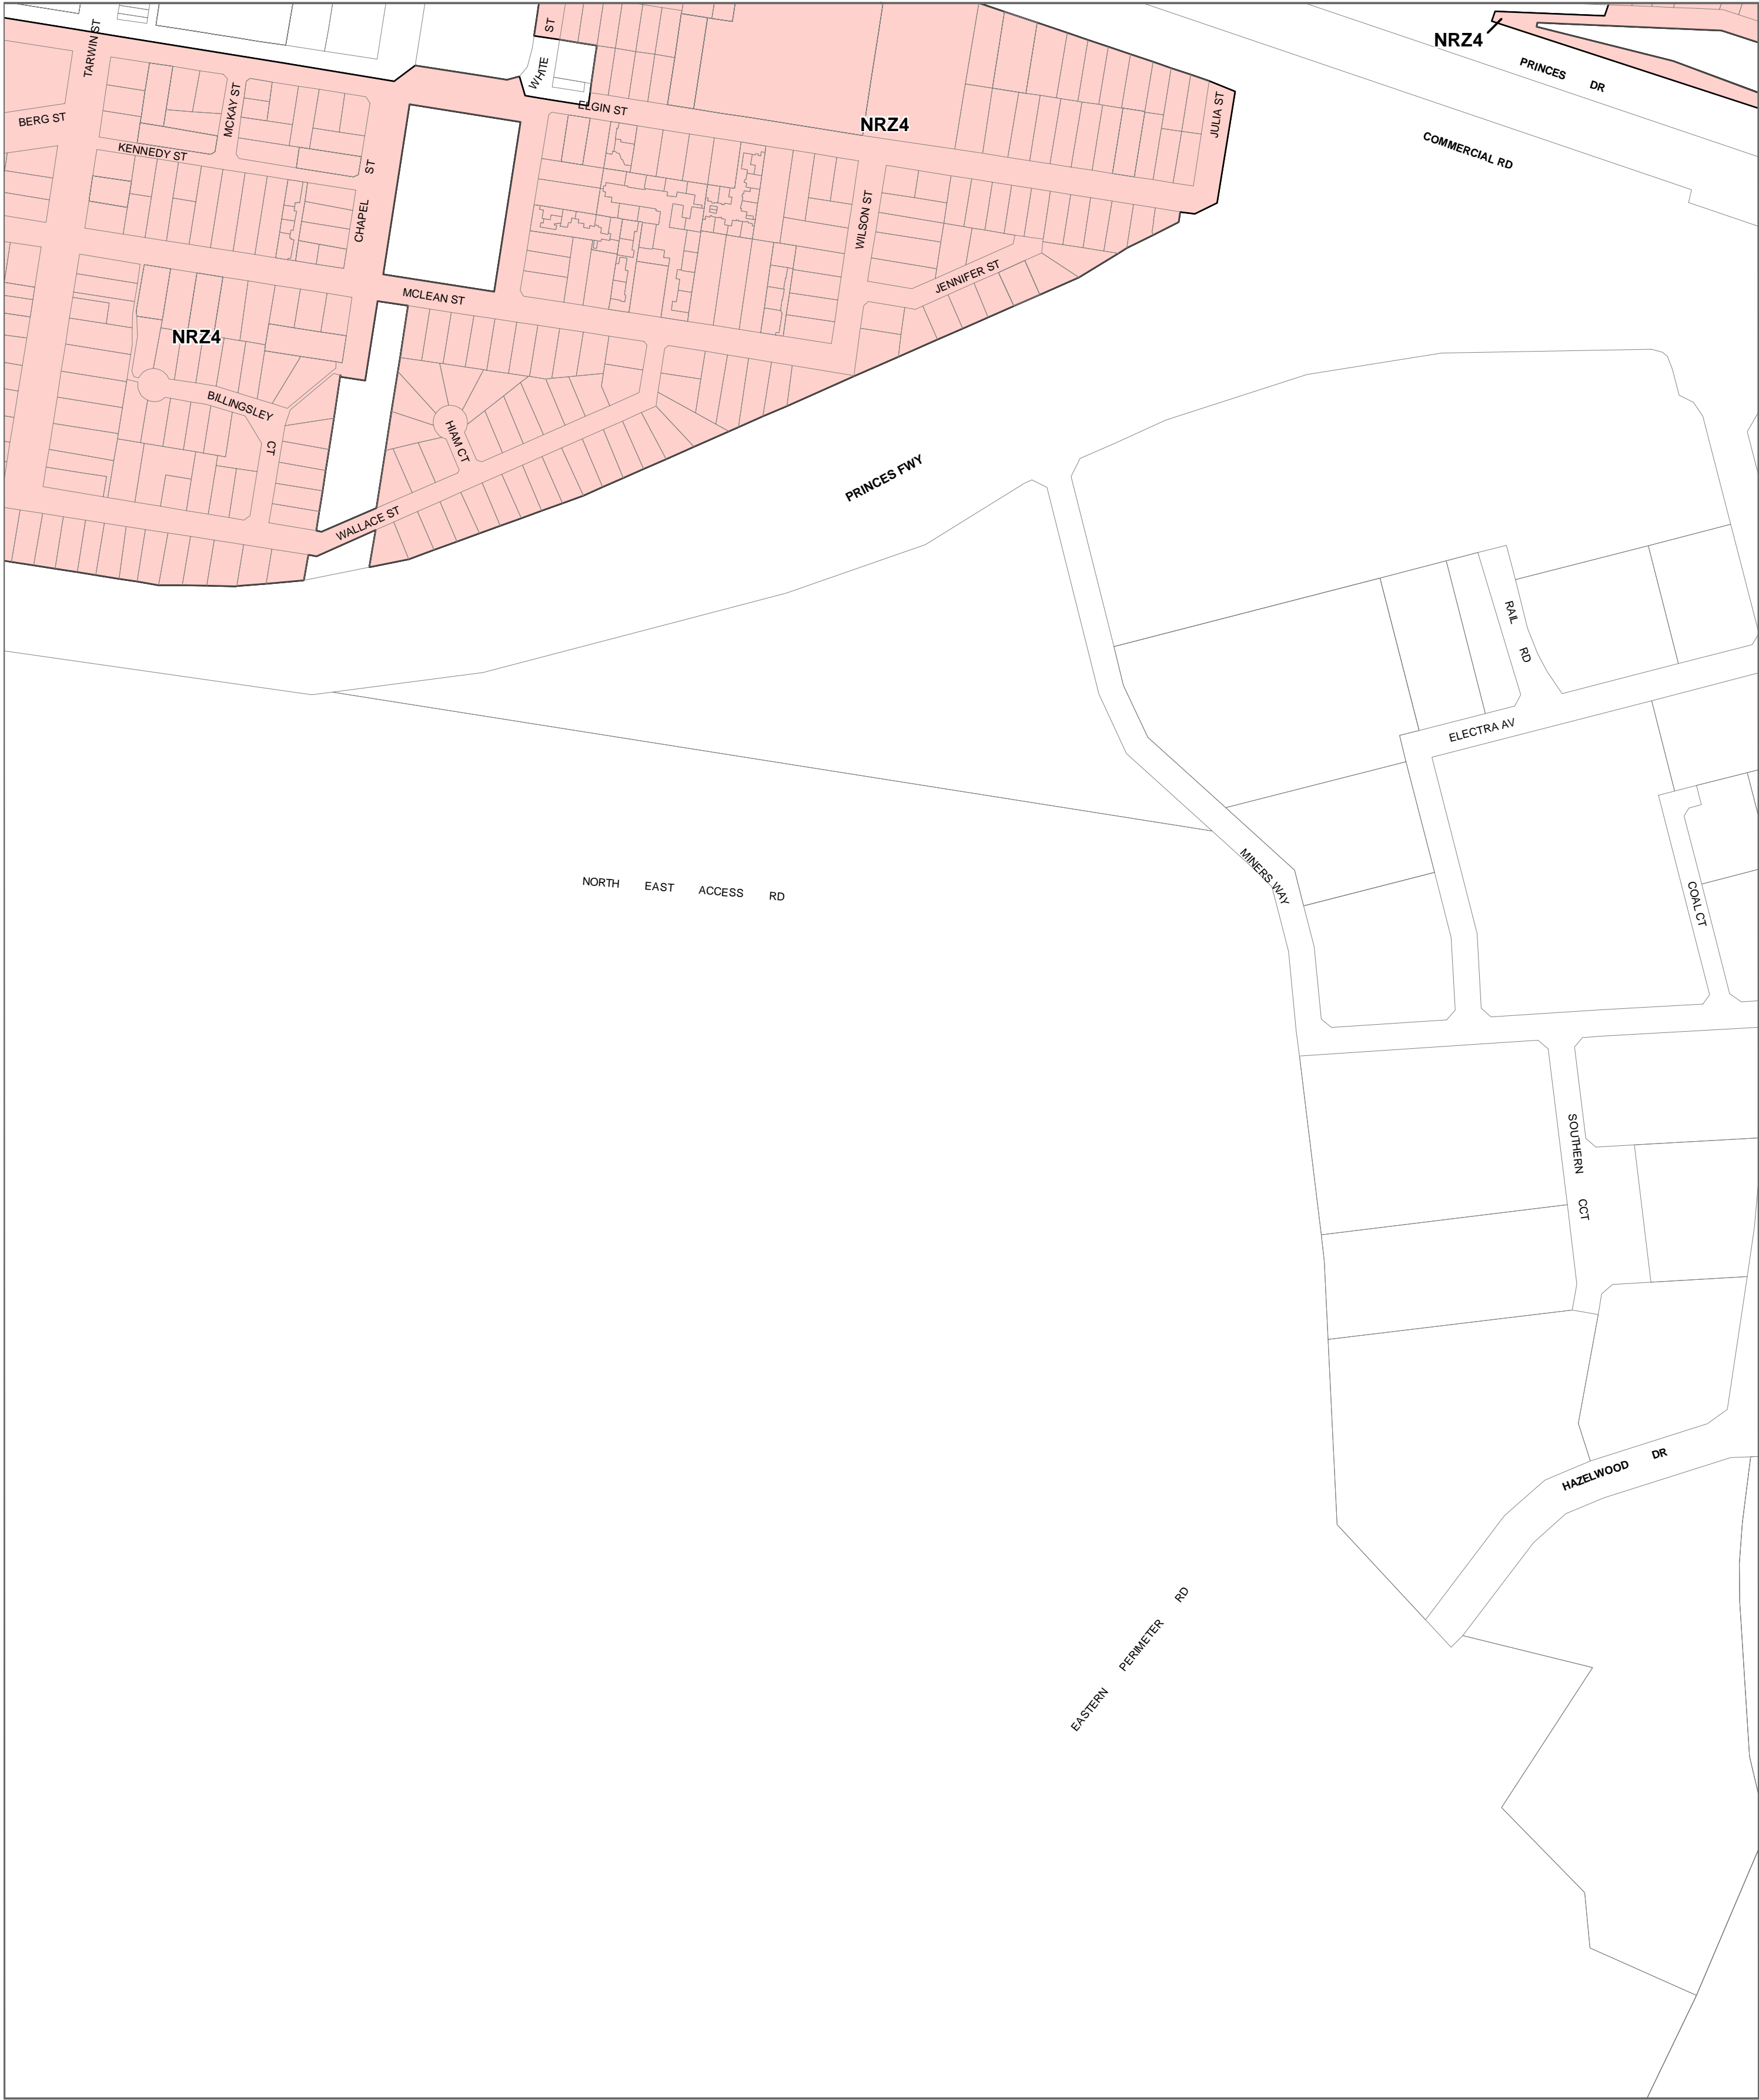 TARWIN ST
WHITE ST
NRZ4
PRINCES DR
MCKAY ST
ELGIN ST
JULIA ST
BERG ST
NRZ4
COMMERCIAL RD
KENNEDY ST
CHAPEL ST
WILSON ST
JENNIFER ST
MCLEAN ST
NRZ4
BILLINGSLEY CT
HIAM CT
PRINCES FWY
WALLACE ST
RAIL RD
ELECTRA AV
MINERS WAY
NORTH EAST ACCESS RD
COAL CT
SOUTHERN CCT
HAZELWOOD DR
EASTERN PERIMETER RD